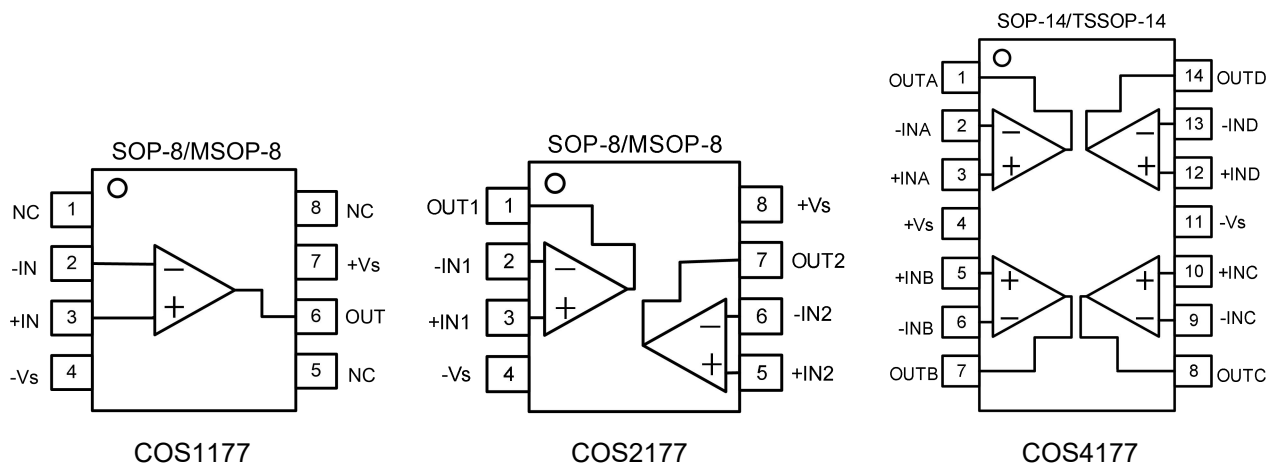 SOP-8/MSOP-8
NC 1 8 NC
-IN 2 7 +Vs
+IN 3 6 OUT
-Vs 4 5 NC
− +
COS1177
SOP-8/MSOP-8
OUT1 1 8 +Vs
-IN1 2 7 OUT2
+IN1 3 6 -IN2
-Vs 4 5 +IN2
− +
− +
COS2177
SOP-14/TSSOP-14
OUTA 1 14 OUTD
-INA 2 − − 13 -IND
+INA 3 + + 12 +IND
+Vs 4 11 -Vs
+INB 5 + + 10 +INC
-INB 6 − − 9 -INC
OUTB 7 8 OUTC
COS4177